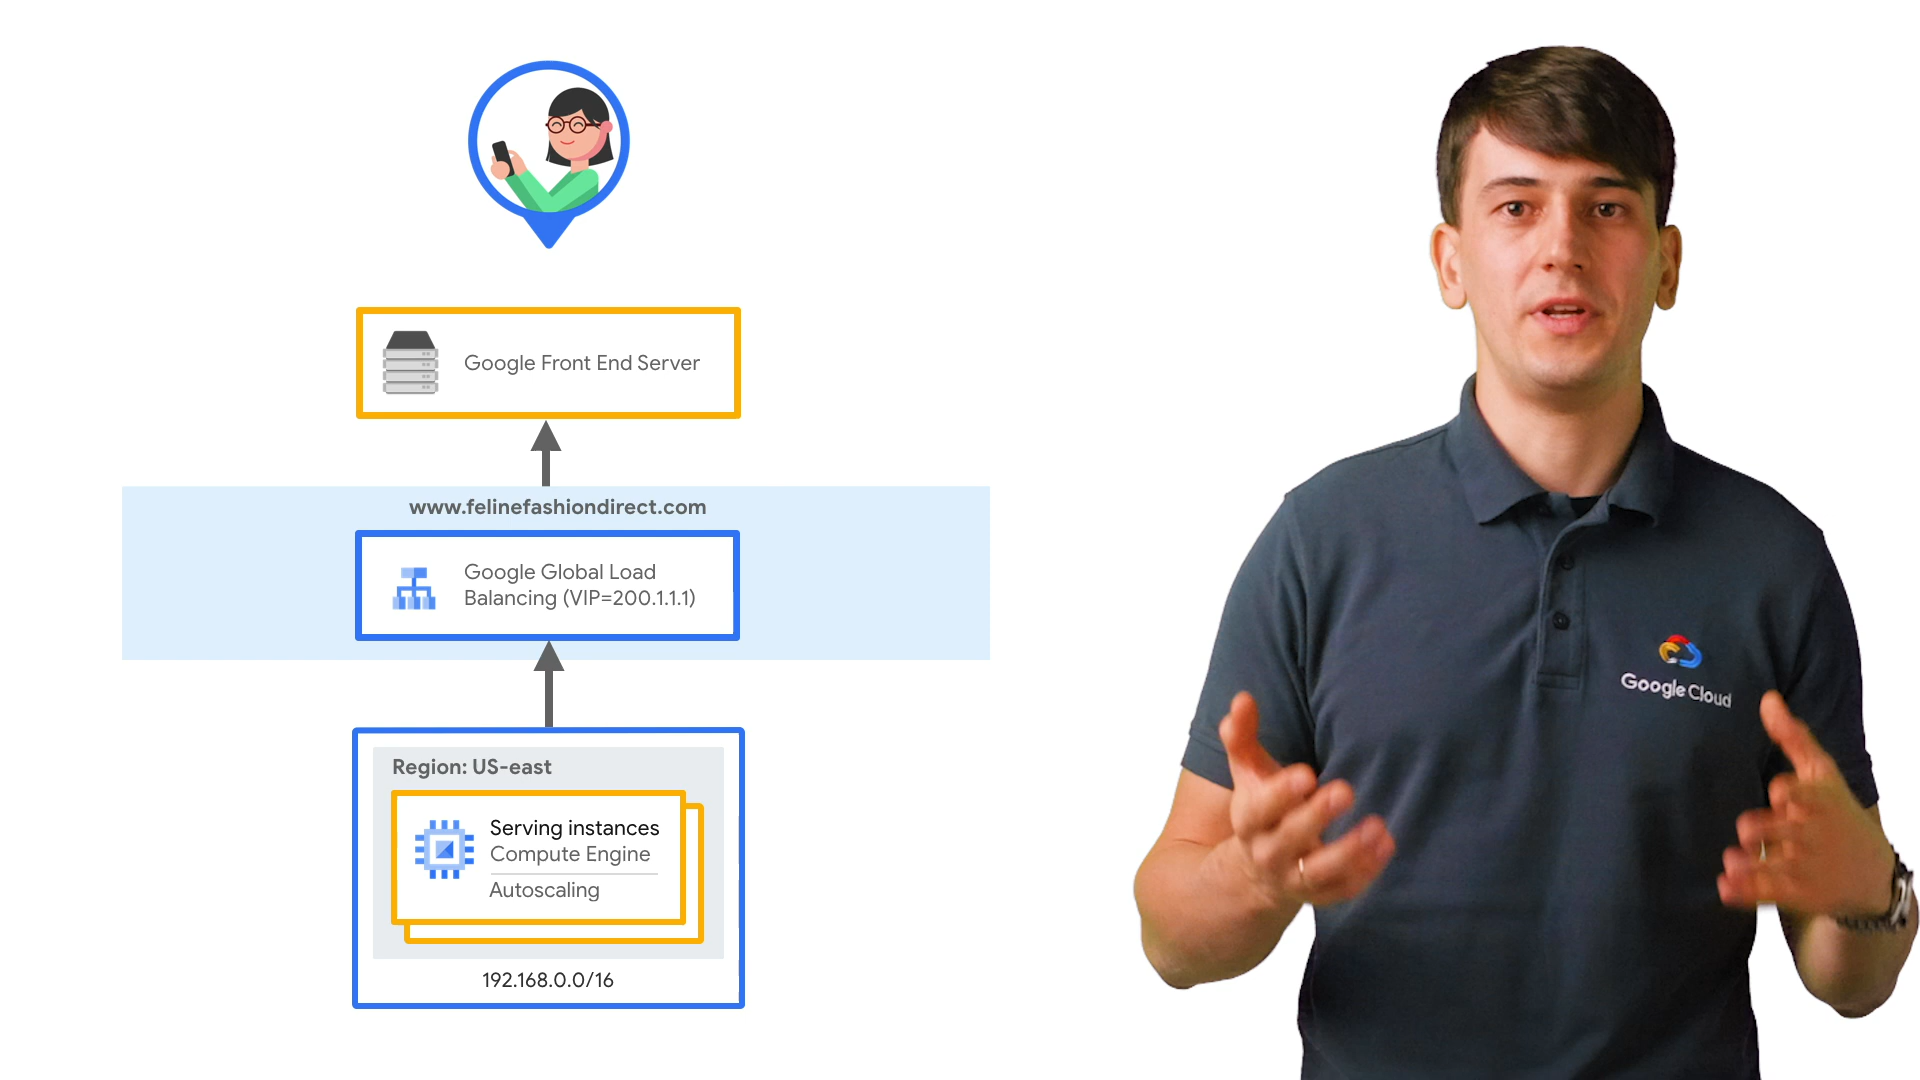 Google Front End Server
www.felinefashiondirect.com
Google Global Load
Balancing (VIP=200.1.1.1)
Region: US-east
Serving instances
Compute Engine
Autoscaling
192.168.0.0/16
Google Cloud